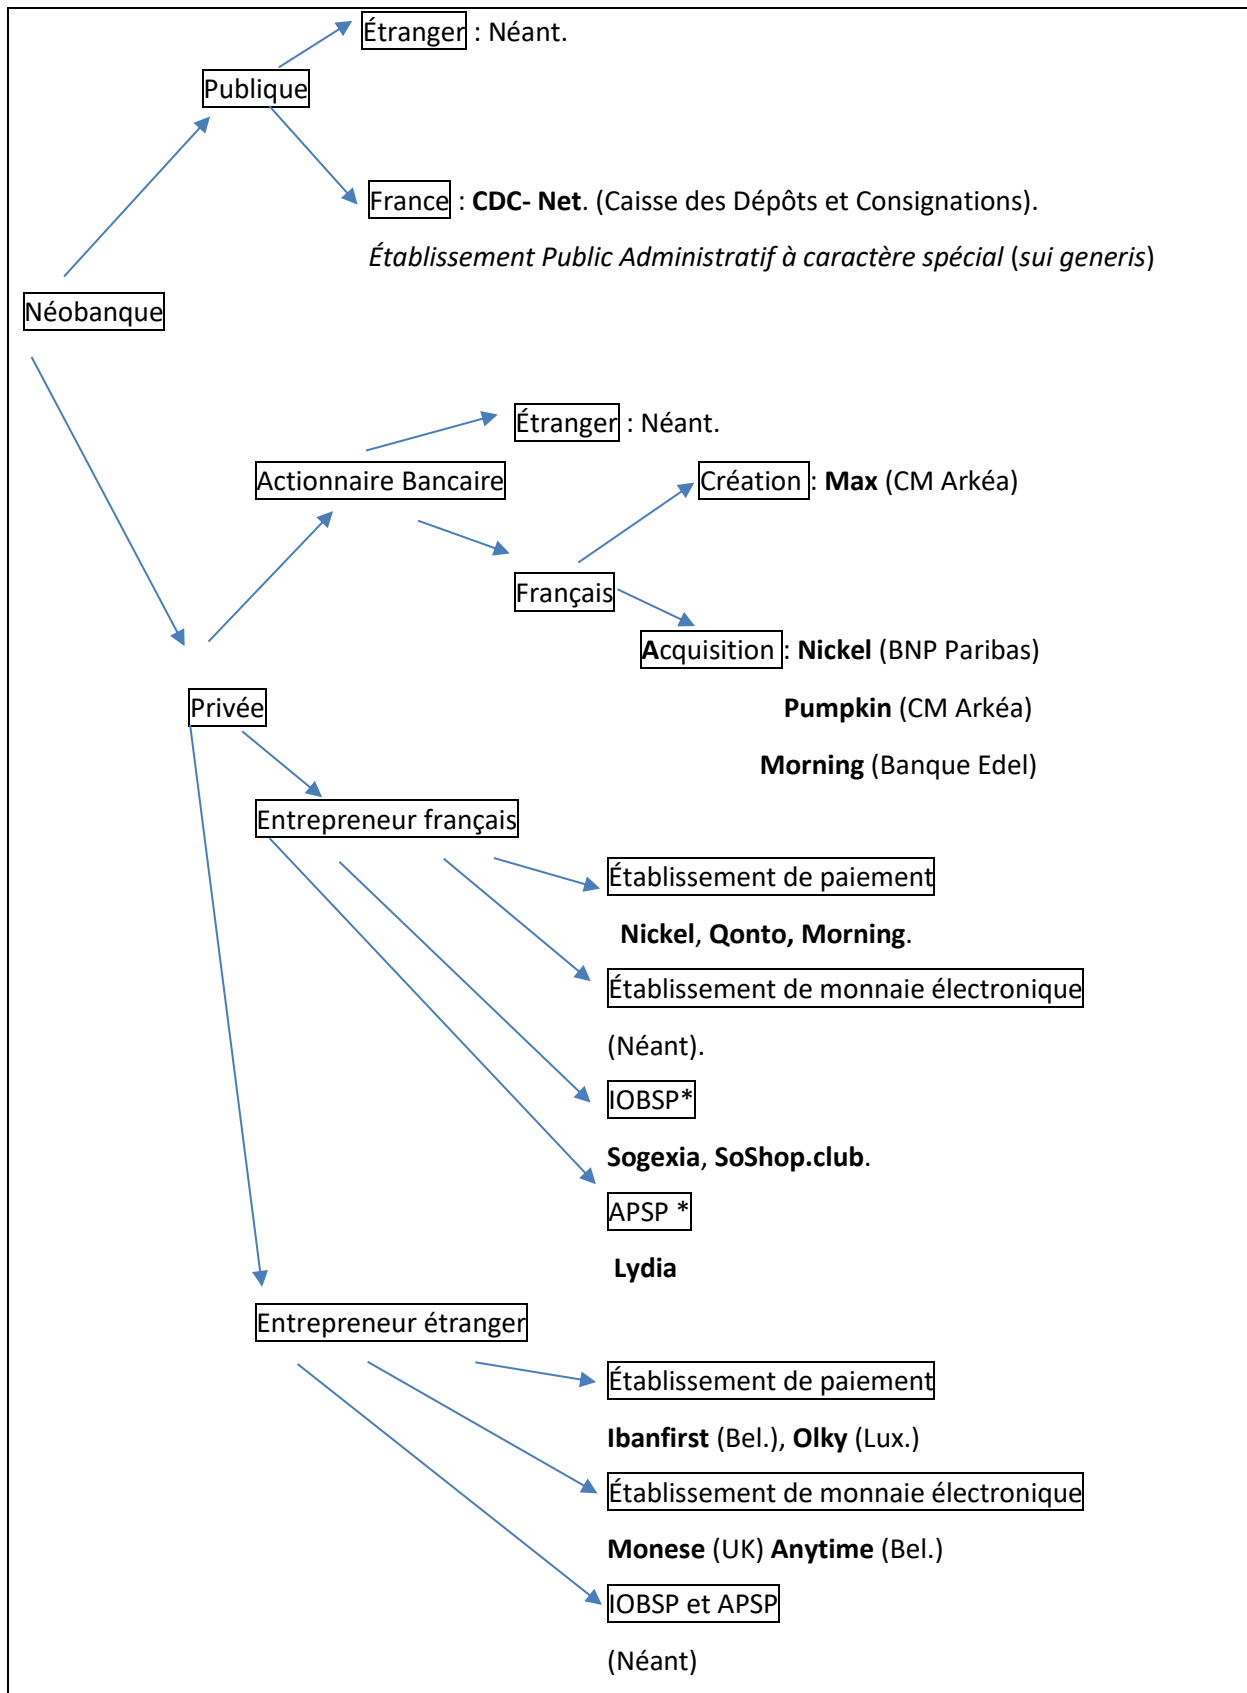 Étranger : Néant.
Publique
France : CDC- Net. (Caisse des Dépôts et Consignations).
Établissement Public Administratif à caractère spécial (sui generis)
Néobanque
Étranger : Néant.
Actionnaire Bancaire
Création : Max (CM Arkéa)
Français
Acquisition : Nickel (BNP Paribas)
Privée
Pumpkin (CM Arkéa)
Morning (Banque Edel)
Entrepreneur français
Établissement de paiement
Nickel, Qonto, Morning.
Établissement de monnaie électronique
(Néant).
IOBSP*
Sogexia, SoShop.club.
APSP *
Lydia
Entrepreneur étranger
Établissement de paiement
Ibanfirst (Bel.), Olky (Lux.)
Établissement de monnaie électronique
Monese (UK) Anytime (Bel.)
IOBSP et APSP
(Néant)